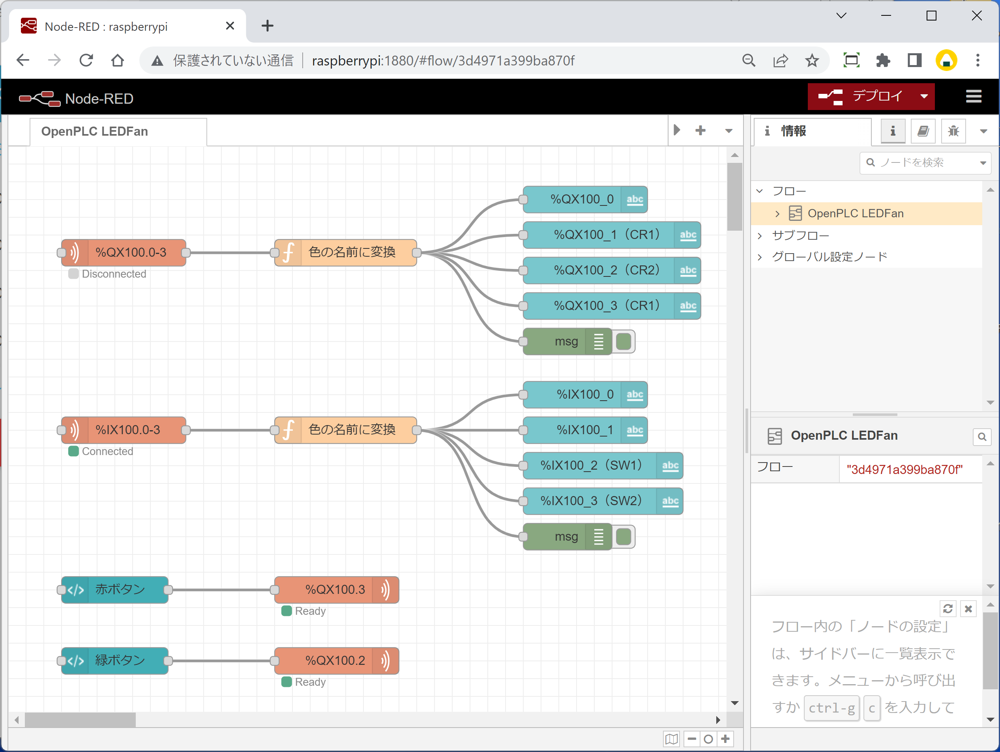 Node-RED : raspberrypi
保護されていない通信
raspberrypi:1880/#flow/3d4971a399ba870f
Node-RED
デプロイ
OpenPLC LEDFan
情報
ノードを検索
フロー
OpenPLC LEDFan
サブフロー
グローバル設定ノード
%QX100.0-3
Disconnected
色の名前に変換
%QX100_0
abc
%QX100_1（CR1）
abc
%QX100_2（CR2）
abc
%QX100_3（CR1）
abc
msg
%IX100.0-3
Connected
色の名前に変換
%IX100_0
abc
%IX100_1
abc
%IX100_2（SW1）
abc
%IX100_3（SW2）
abc
msg
赤ボタン
%QX100.3
Ready
緑ボタン
%QX100.2
Ready
OpenPLC LEDFan
フロー
"3d4971a399ba870f"
フロー内の「ノードの設定」
は、サイドバーに一覧表示で
きます。メニューから呼び出
すか ctrl-g c を入力して